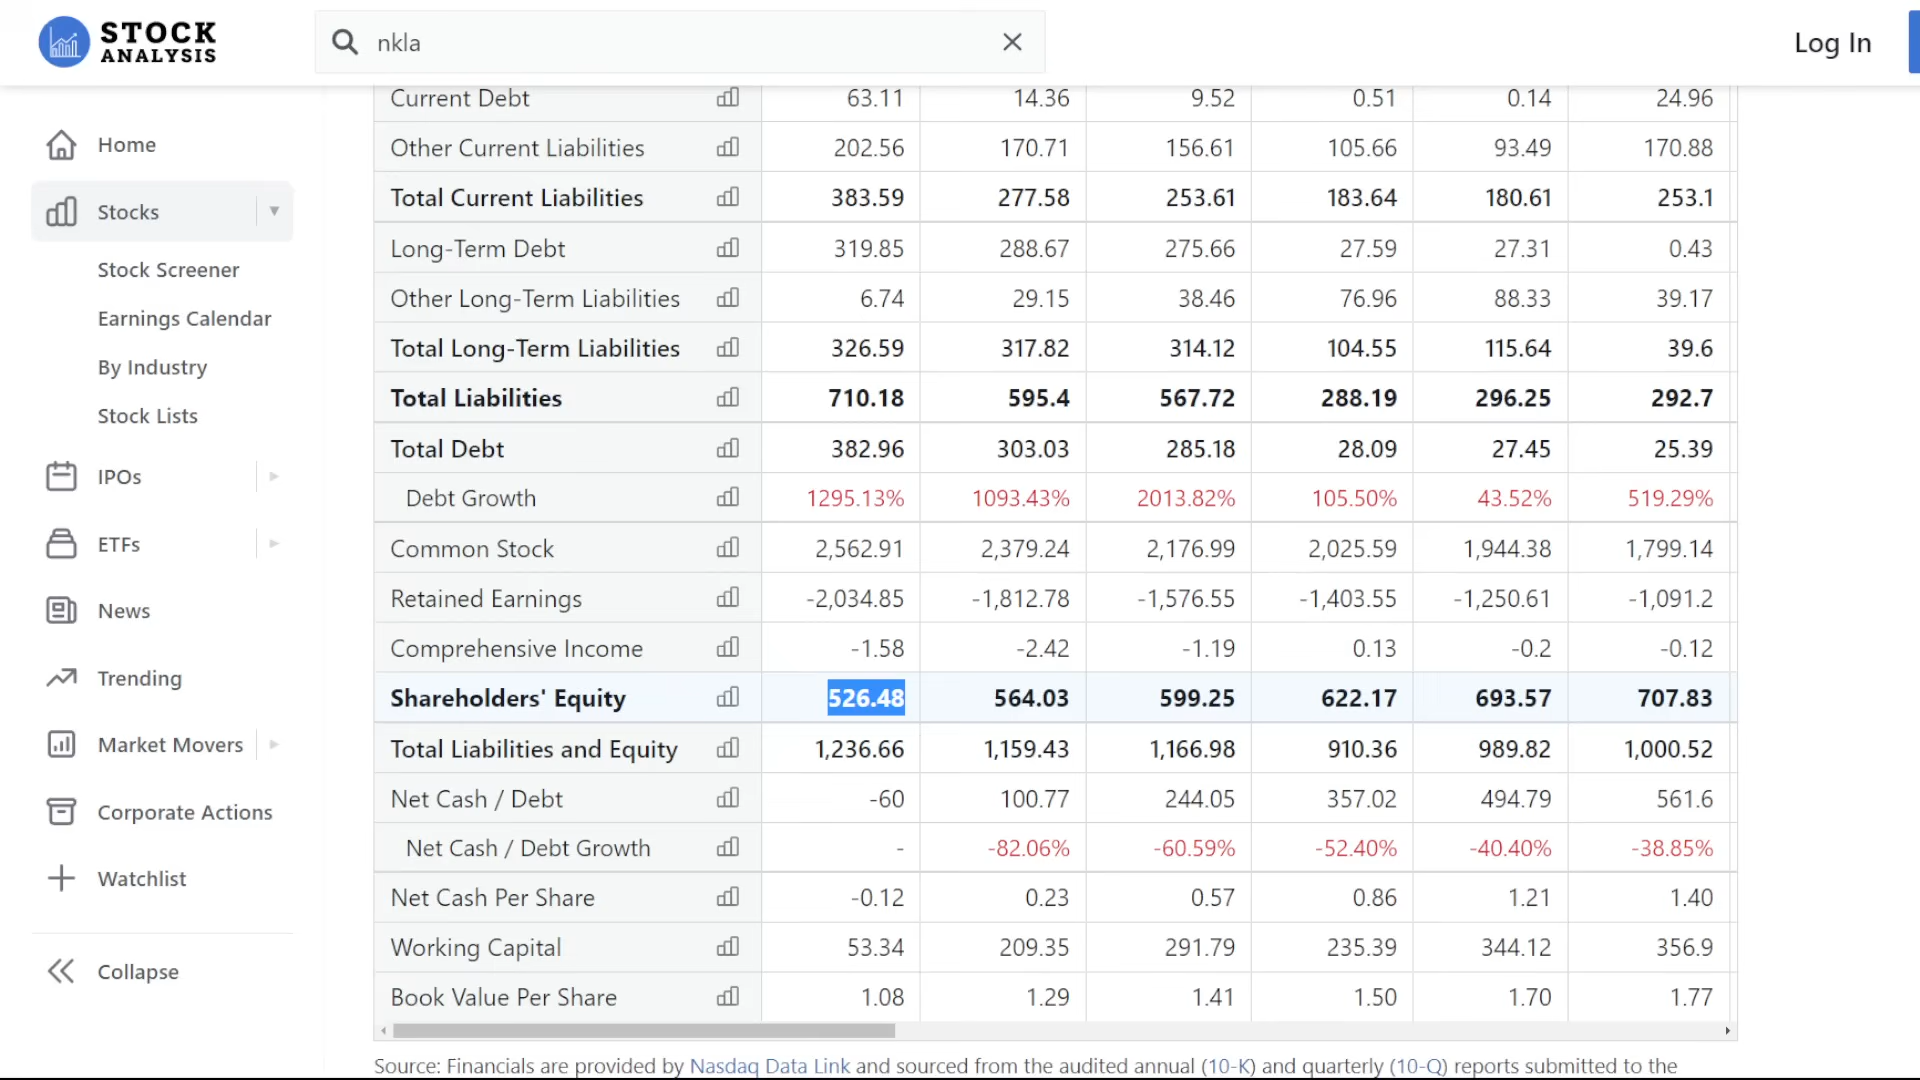 STOCK
ANALYSIS
nkla
Log In
Home
Stocks
Stock Screener
Earnings Calendar
By Industry
Stock Lists
IPOs
ETFs
News
Trending
Market Movers
Corporate Actions
Watchlist
Collapse
Current Debt 63.11 14.36 9.52 0.51 0.14 24.96
Other Current Liabilities 202.56 170.71 156.61 105.66 93.49 170.88
Total Current Liabilities 383.59 277.58 253.61 183.64 180.61 253.1
Long-Term Debt 319.85 288.67 275.66 27.59 27.31 0.43
Other Long-Term Liabilities 6.74 29.15 38.46 76.96 88.33 39.17
Total Long-Term Liabilities 326.59 317.82 314.12 104.55 115.64 39.6
Total Liabilities 710.18 595.4 567.72 288.19 296.25 292.7
Total Debt 382.96 303.03 285.18 28.09 27.45 25.39
Debt Growth 1295.13% 1093.43% 2013.82% 105.50% 43.52% 519.29%
Common Stock 2,562.91 2,379.24 2,176.99 2,025.59 1,944.38 1,799.14
Retained Earnings -2,034.85 -1,812.78 -1,576.55 -1,403.55 -1,250.61 -1,091.2
Comprehensive Income -1.58 -2.42 -1.19 0.13 -0.2 -0.12
Shareholders' Equity 526.48 564.03 599.25 622.17 693.57 707.83
Total Liabilities and Equity 1,236.66 1,159.43 1,166.98 910.36 989.82 1,000.52
Net Cash / Debt -60 100.77 244.05 357.02 494.79 561.6
Net Cash / Debt Growth - -82.06% -60.59% -52.40% -40.40% -38.85%
Net Cash Per Share -0.12 0.23 0.57 0.86 1.21 1.40
Working Capital 53.34 209.35 291.79 235.39 344.12 356.9
Book Value Per Share 1.08 1.29 1.41 1.50 1.70 1.77
Source: Financials are provided by Nasdaq Data Link and sourced from the audited annual (10-K) and quarterly (10-Q) reports submitted to the